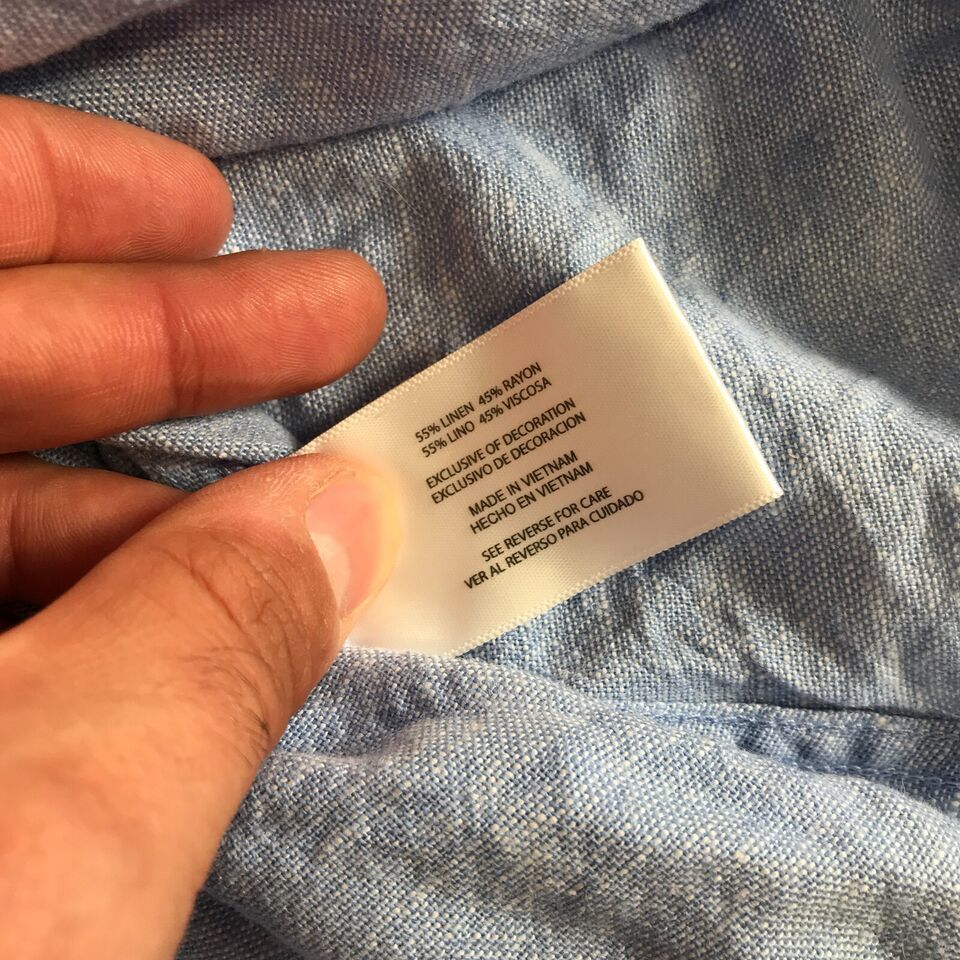 55% LINEN 45% RAYON
55% LINO 45% VISCOSA
EXCLUSIVE OF DECORATION
EXCLUSIVO DE DECORACION
MADE IN VIETNAM
HECHO EN VIETNAM
SEE REVERSE FOR CARE
VER AL REVERSO PARA CUIDADO